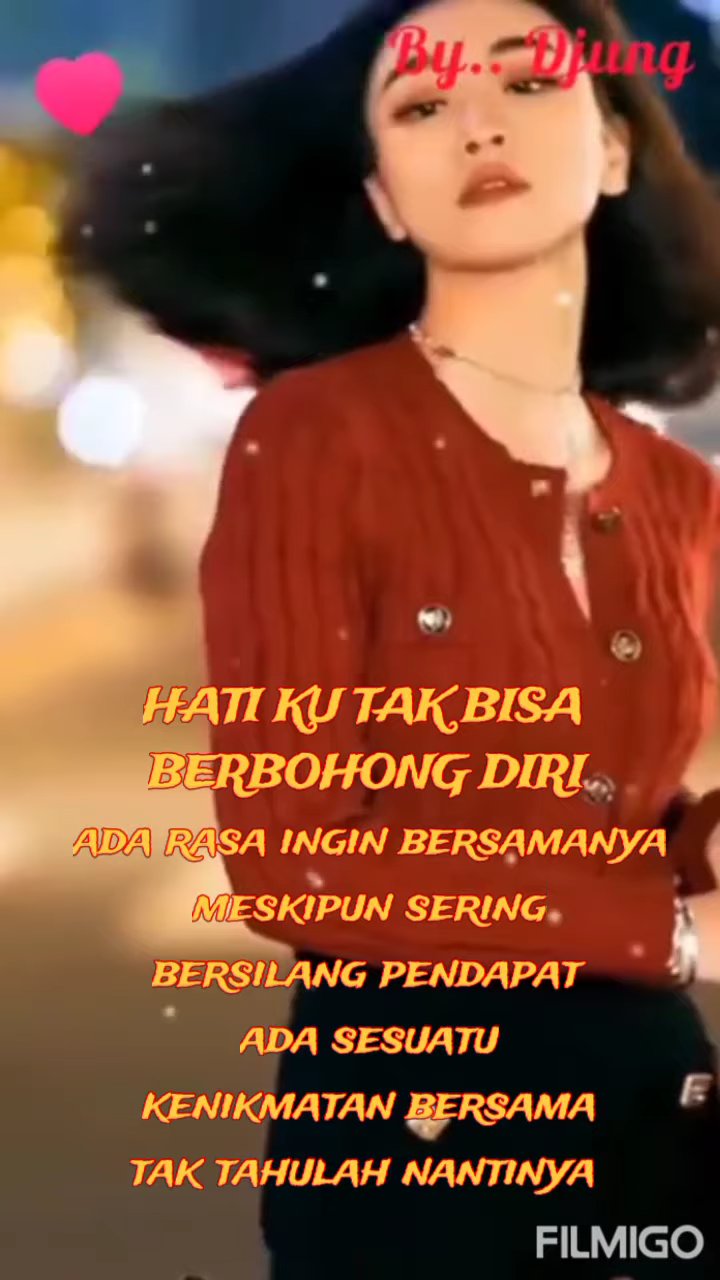 By.. Djung
HATI KU TAK BISA
BERBOHONG DIRI
ADA RASA INGIN BERSAMANYA
MESKIPUN SERING
BERSILANG PENDAPAT
ADA SESUATU
KENIKMATAN BERSAMA
TAK TAHULAH NANTINYA
FILMIGO